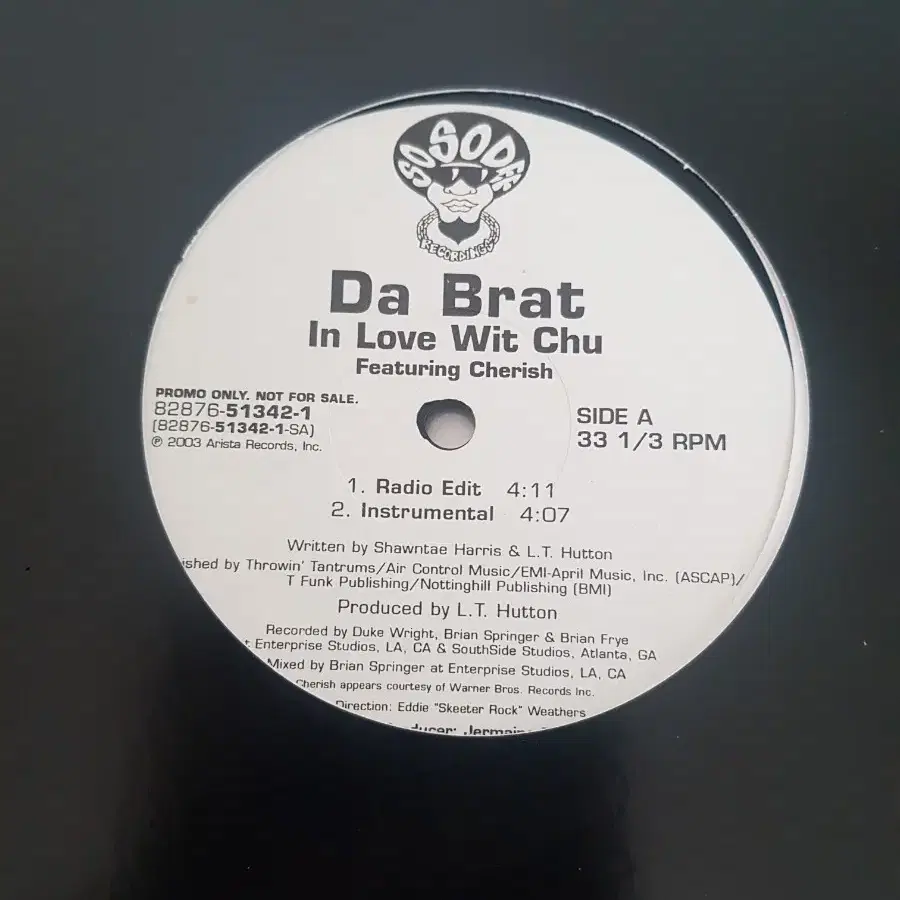 SO SO DEF
RECORDINGS
Da Brat
In Love Wit Chu
Featuring Cherish
PROMO ONLY. NOT FOR SALE.
82876-51342-1
(82876-51342-1-SA)
℗ 2003 Arista Records, Inc.
SIDE A
33 1/3 RPM
1. Radio Edit 4:11
2. Instrumental 4:07
Written by Shawntae Harris & L.T. Hutton
ished by Throwin' Tantrums/Air Control Music/EMI-April Music, Inc. (ASCAP)/
T Funk Publishing/Nottinghill Publishing (BMI)
Produced by L.T. Hutton
Recorded by Duke Wright, Brian Springer & Brian Frye
t Enterprise Studios, LA, CA & SouthSide Studios, Atlanta, GA
Mixed by Brian Springer at Enterprise Studios, LA, CA
Cherish appears courtesy of Warner Bros. Records Inc.
Direction: Eddie "Skeeter Rock" Weathers